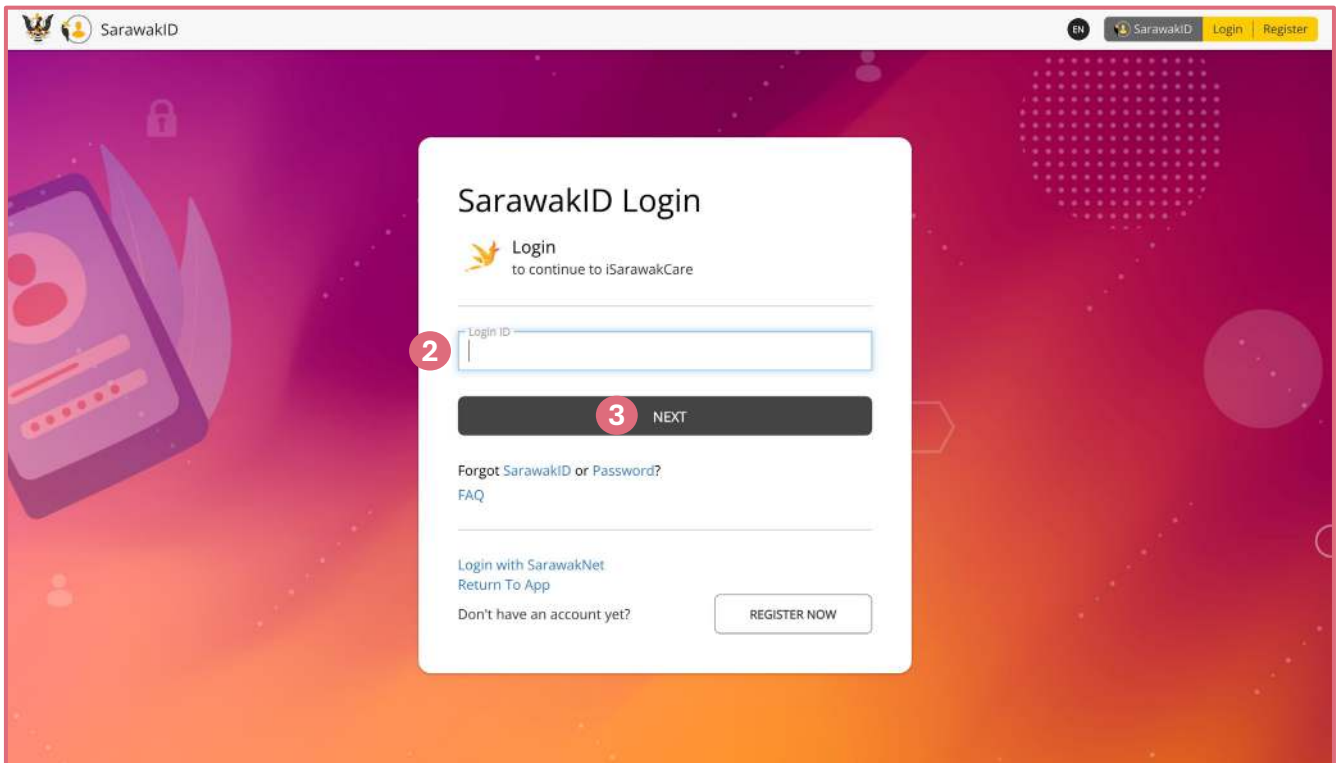 SarawakID
EN
SarawakID Login Register
SarawakID Login
Login
to continue to iSarawakCare
Login ID
2
3 NEXT
Forgot SarawakID or Password?
FAQ
Login with SarawakNet
Return To App
Don't have an account yet?
REGISTER NOW